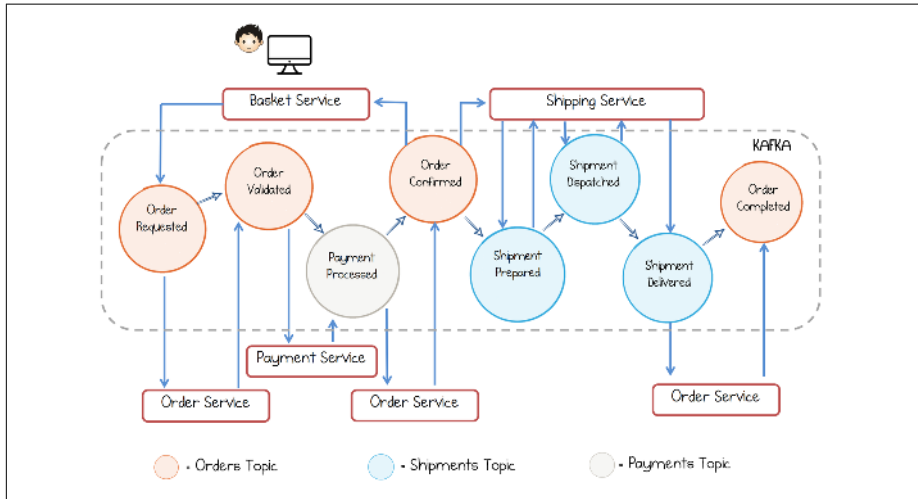 Basket Service
Shipping Service
KAFKA
Order
Requested
Order
Validated
Payment
Processed
Order
Confirmed
Shipment
Prepared
Shipment
Dispatched
Shipment
Delivered
Order
Completed
Payment Service
Order Service
Order Service
Order Service
- Orders Topic
- Shipments Topic
- Payments Topic